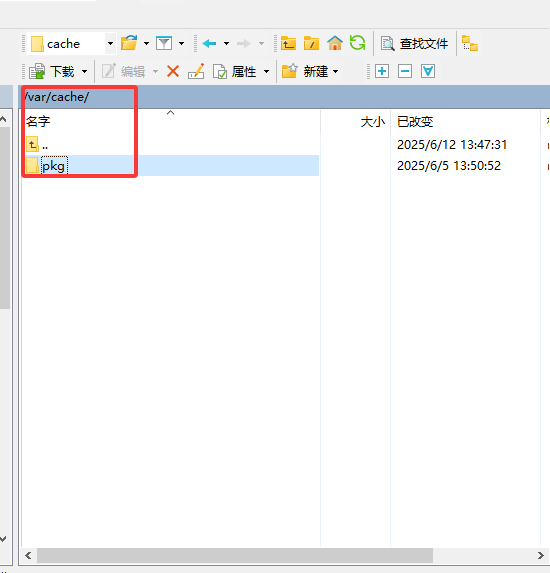 cache
查找文件
下载
编辑
属性
新建
/var/cache/
名字 大小 已改变
.. 2025/6/12 13:47:31
pkg 2025/6/5 13:50:52